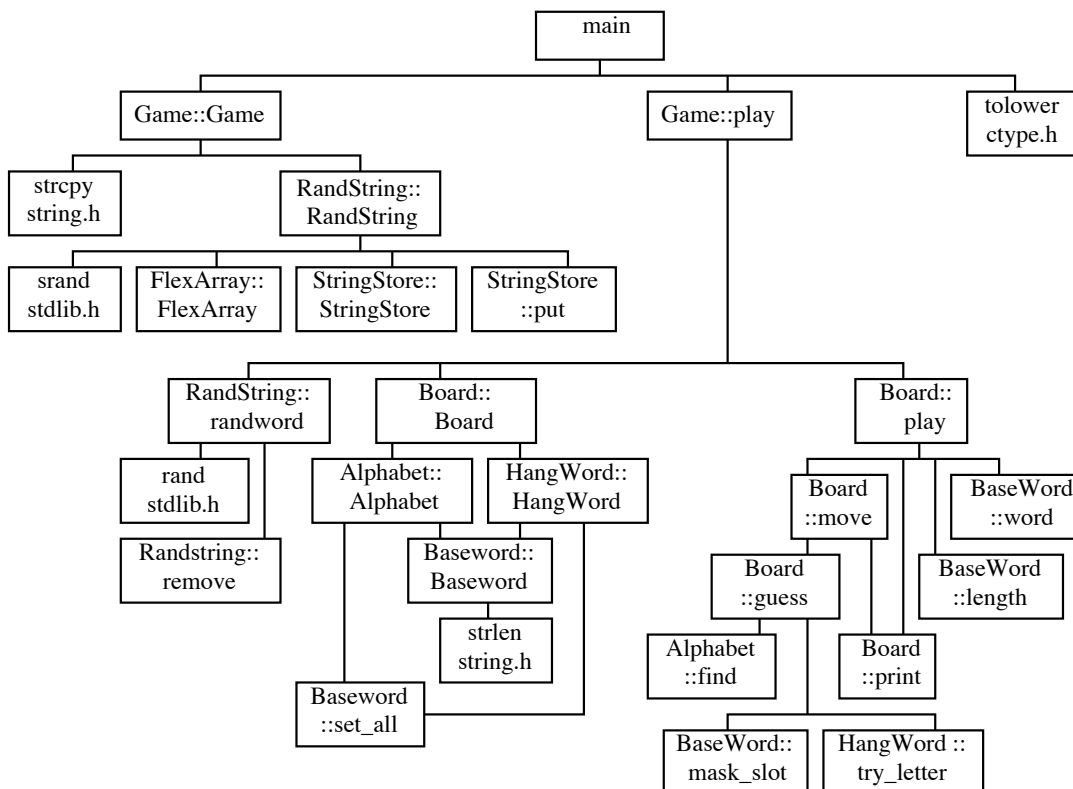 main
Game::Game
Game::play
tolower
ctype.h
strcpy
string.h
RandString::
RandString
srand
stdlib.h
FlexArray::
FlexArray
StringStore::
StringStore
StringStore
::put
RandString::
randword
Board::
Board
Board::
play
rand
stdlib.h
Alphabet::
Alphabet
HangWord::
HangWord
Board
::move
BaseWord
::word
Randstring::
remove
Baseword::
Baseword
Board
::guess
BaseWord
::length
strlen
string.h
Alphabet
::find
Board
::print
Baseword
::set_all
BaseWord::
mask_slot
HangWord ::
try_letter